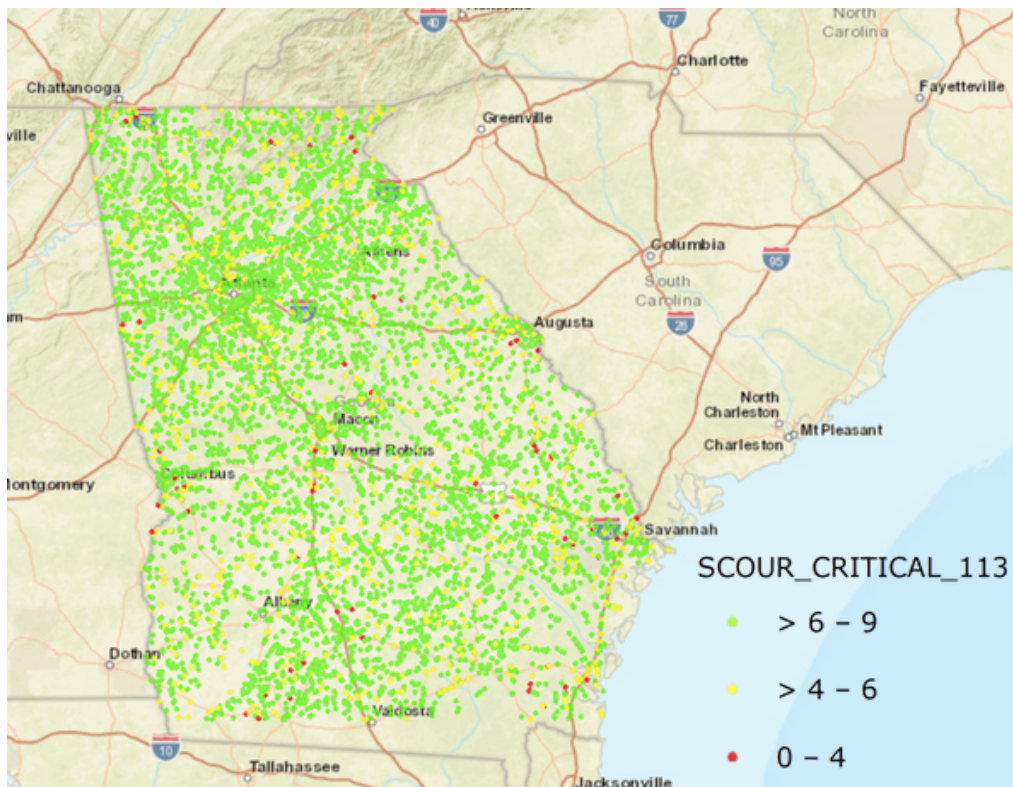 40
77
North
Carolina
Charlotte
Chattanooga
Fayetteville
Greenville
ville
Columbia
Athens
95
South
Carolina
Atlanta
Augusta
26
North
Charleston
Macon
Mt Pleasant
Charleston
Warner Robins
Columbus
Montgomery
Savannah
SCOUR_CRITICAL_113
Albany
> 6 – 9
Dothan
> 4 – 6
Valdosta
10
Tallahassee
0 – 4
Jacksonville